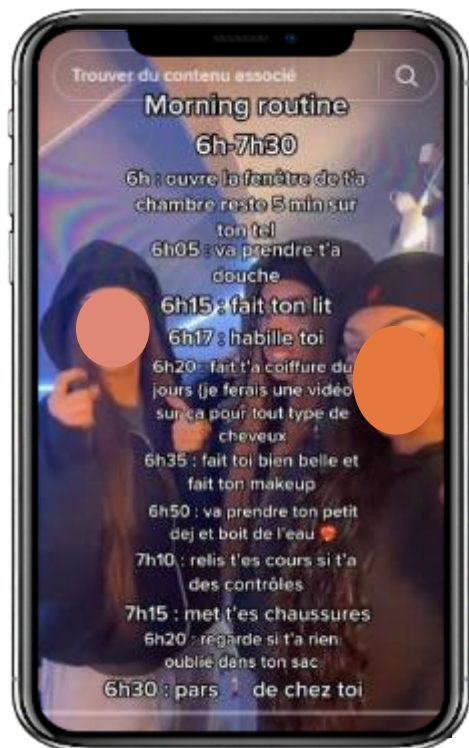 Trouver du contenu associé
Morning routine
6h-7h30
6h : ouvre la fenêtre de t'a
chambre reste 5 min sur
ton tel
6h05 : va prendre t'a
douche
6h15 : fait ton lit
6h17 : habille toi
6h20 : fait t'a coiffure du
jours (je ferais une vidéo
sur ça pour tout type de
cheveux
6h35 : fait toi bien belle et
fait ton makeup
6h50 : va prendre ton petit
dej et boit de l'eau
7h10 : relis t'es cours si t'a
des contrôles
7h15 : met t'es chaussures
6h20 : regarde si t'a rien
oublié dans ton sac
6h30 : pars 🚶 de chez toi